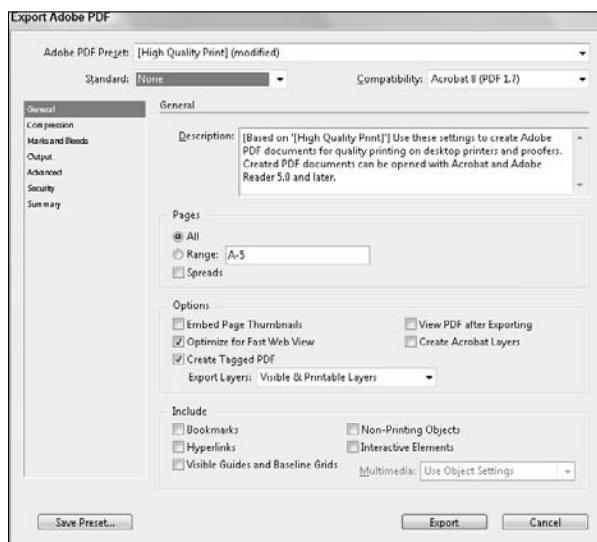 Export Adobe PDF
Adobe PDF Preset: [High Quality Print] (modified)
Standard: None Compatibility: Acrobat 8 (PDF 1.7)
General
Compression
Marks and Bleeds
Output
Advanced
Security
Summary
General
Description: [Based on '[High Quality Print]'] Use these settings to create Adobe
PDF documents for quality printing on desktop printers and proofers.
Created PDF documents can be opened with Acrobat and Adobe
Reader 5.0 and later.
Pages
All
Range: A-5
Spreads
Options
Embed Page Thumbnails View PDF after Exporting
Optimize for Fast Web View Create Acrobat Layers
Create Tagged PDF
Export Layers: Visible & Printable Layers
Include
Bookmarks Non-Printing Objects
Hyperlinks Interactive Elements
Visible Guides and Baseline Grids Multimedia: Use Object Settings
Save Preset... Export Cancel